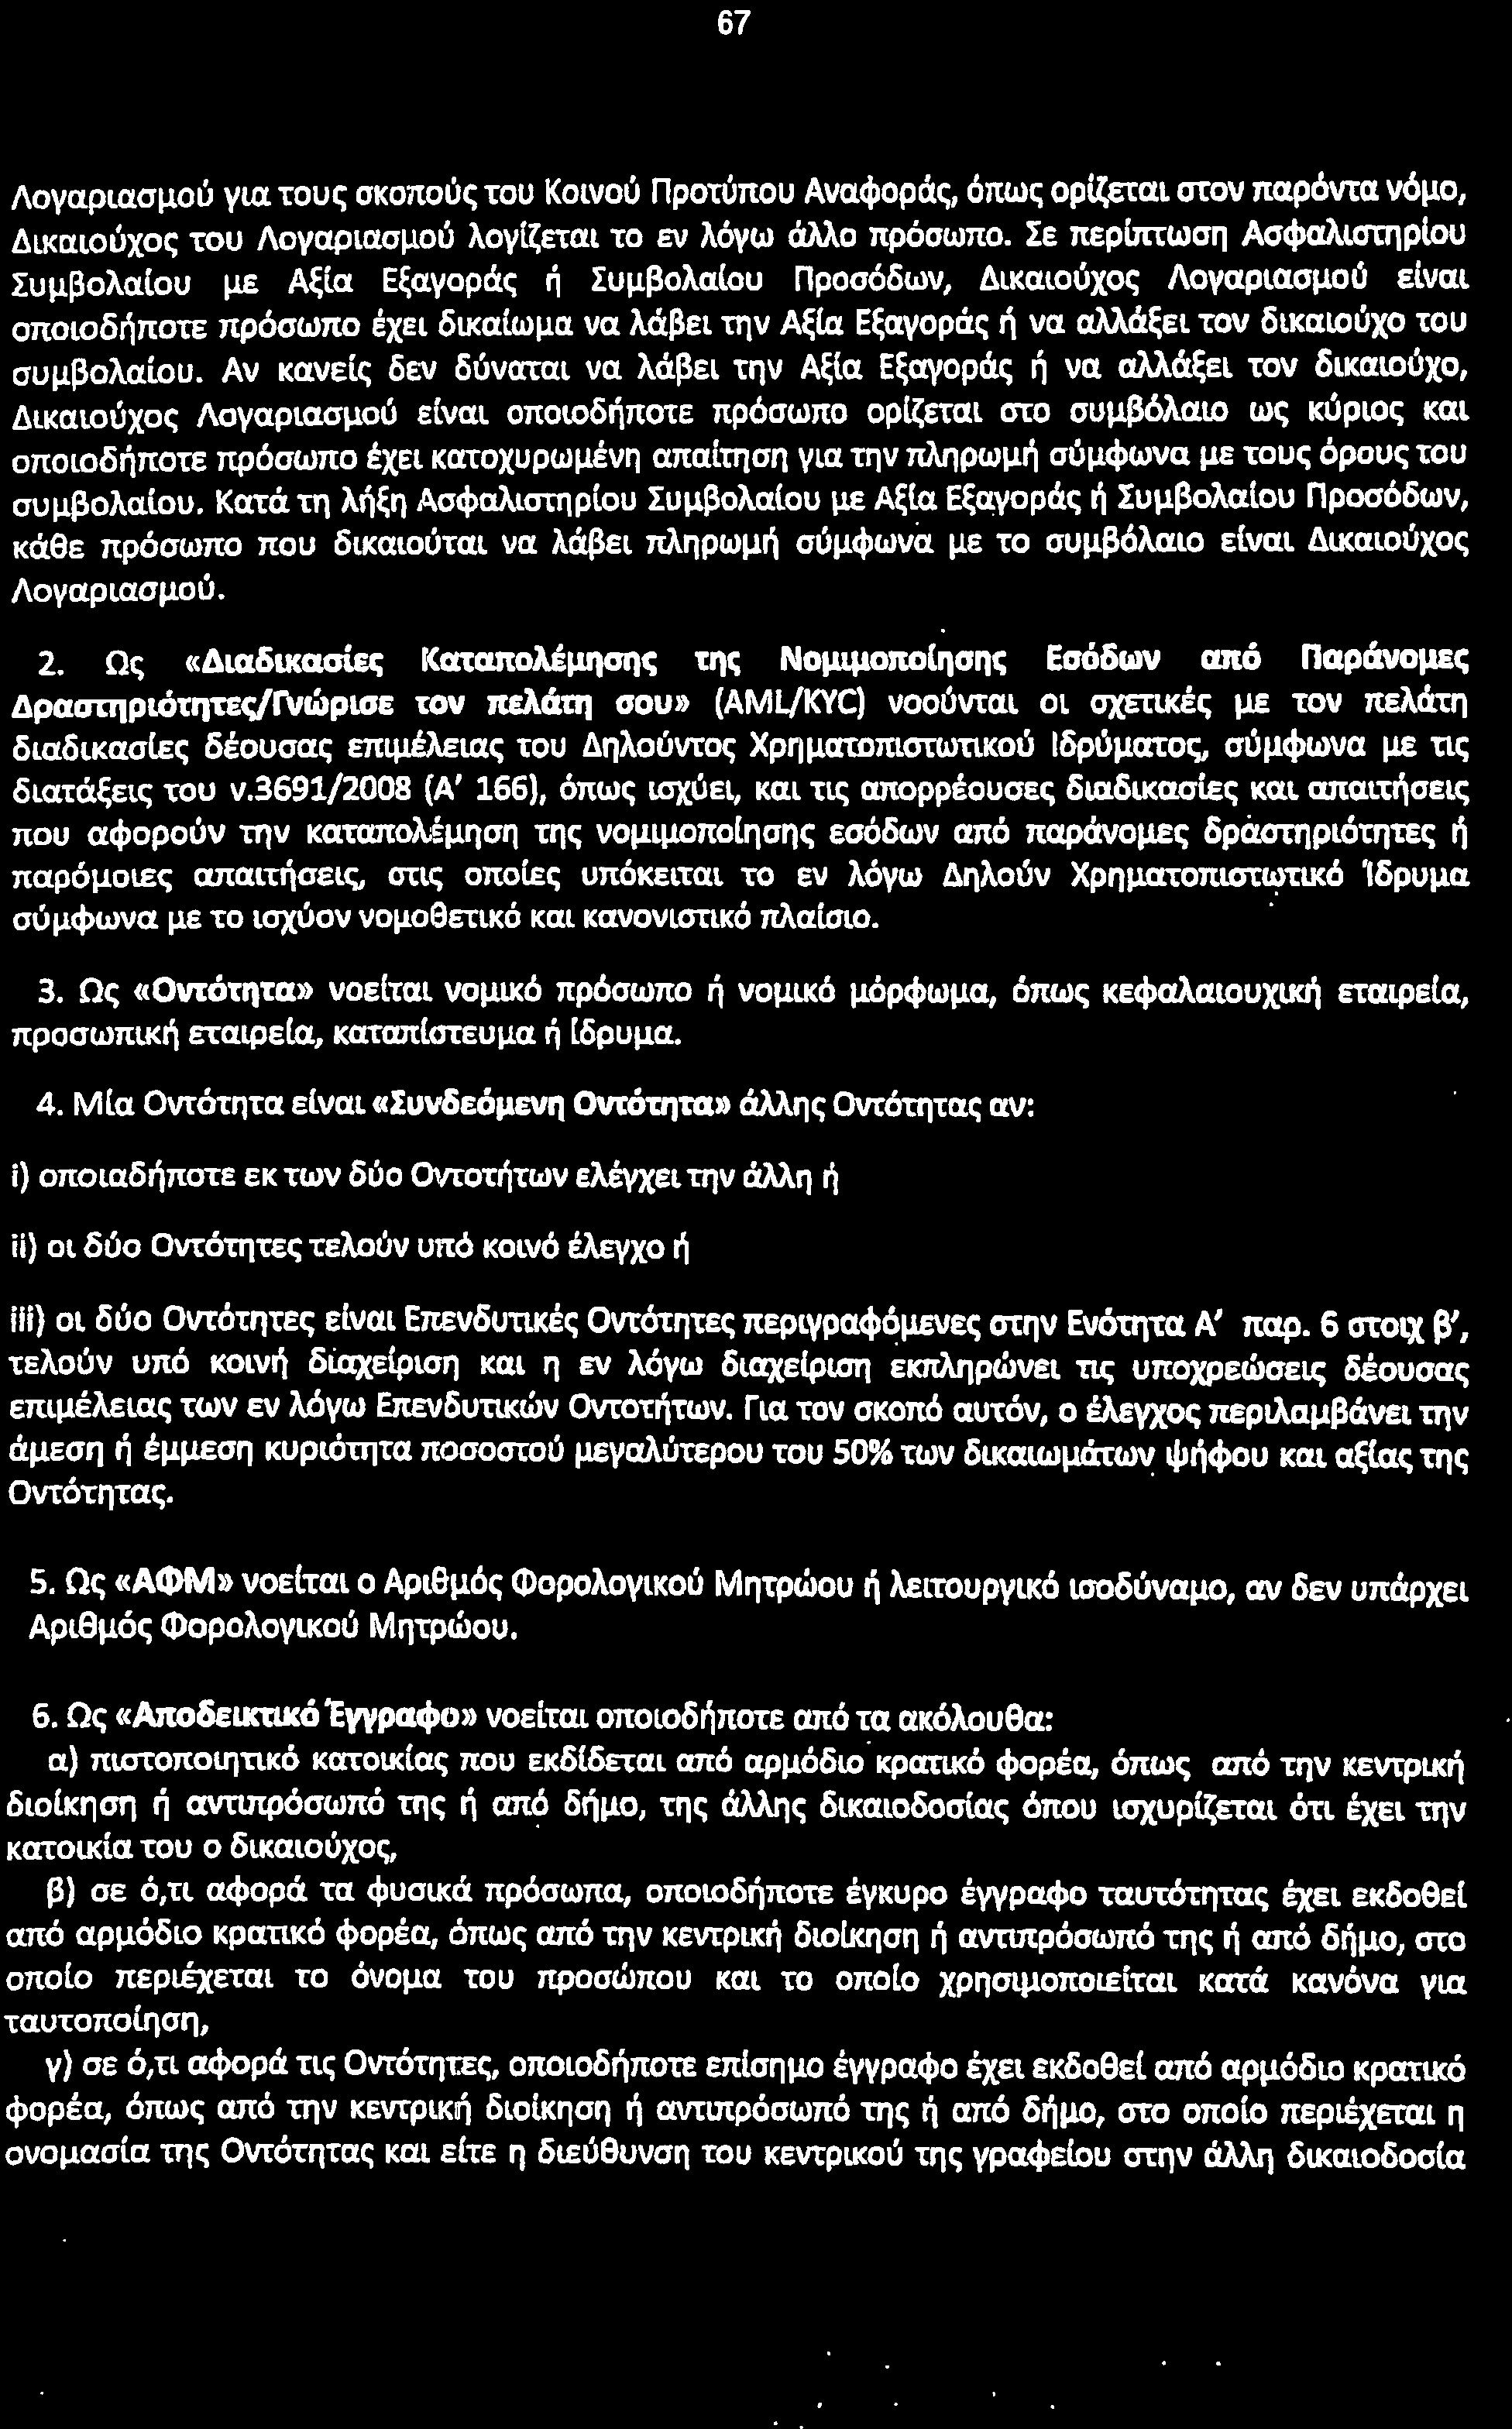 67
Λογαριασμού για τους σκοπούς του Κοινού Προτύπου Αναφοράς, όπως ορίζεται στον παρόντα νόμο,
Δικαιούχος του Λογαριασμού λογίζεται το εν λόγω άλλο πρόσωπο. Σε περίπτωση Ασφαλιστηρίου
Συμβολαίου με Αξία Εξαγοράς ή Συμβολαίου Προσόδων, Δικαιούχος Λογαριασμού είναι
οποιοδήποτε πρόσωπο έχει δικαίωμα να λάβει την Αξία Εξαγοράς ή να αλλάξει τον δικαιούχο του
συμβολαίου. Αν κανείς δεν δύναται να λάβει την Αξία Εξαγοράς ή να αλλάξει τον δικαιούχο,
Δικαιούχος Λογαριασμού είναι οποιοδήποτε πρόσωπο ορίζεται στο συμβόλαιο ως κύριος και
οποιοδήποτε πρόσωπο έχει κατοχυρωμένη απαίτηση για την πληρωμή σύμφωνα με τους όρους του
συμβολαίου. Κατά τη λήξη Ασφαλιστηρίου Συμβολαίου με Αξία Εξαγοράς ή Συμβολαίου Προσόδων,
κάθε πρόσωπο που δικαιούται να λάβει πληρωμή σύμφωνα με το συμβόλαιο είναι Δικαιούχος
Λογαριασμού.
2. Ως «Διαδικασίες Καταπολέμησης της Νομιμοποίησης Εσόδων από Παράνομες
Δραστηριότητες/Γνώρισε τον πελάτη σου» (AML/KYC) νοούνται οι σχετικές με τον πελάτη
διαδικασίες δέουσας επιμέλειας του Δηλούντος Χρηματοπιστωτικού Ιδρύματος, σύμφωνα με τις
διατάξεις του ν.3691/2008 (Α' 166), όπως ισχύει, και τις απορρέουσες διαδικασίες και απαιτήσεις
που αφορούν την καταπολέμηση της νομιμοποίησης εσόδων από παράνομες δραστηριότητες ή
παρόμοιες απαιτήσεις, στις οποίες υπόκειται το εν λόγω Δηλούν Χρηματοπιστωτικό Ίδρυμα
σύμφωνα με το ισχύον νομοθετικό και κανονιστικό πλαίσιο.
3. Ως «Οντότητα» νοείται νομικό πρόσωπο ή νομικό μόρφωμα, όπως κεφαλαιουχική εταιρεία,
προσωπική εταιρεία, καταπίστευμα ή ίδρυμα.
4. Μία Οντότητα είναι «Συνδεόμενη Οντότητα» άλλης Οντότητας αν:
i) οποιαδήποτε εκ των δύο Οντοτήτων ελέγχει την άλλη ή
ii) οι δύο Οντότητες τελούν υπό κοινό έλεγχο ή
iii) οι δύο Οντότητες είναι Επενδυτικές Οντότητες περιγραφόμενες στην Ενότητα Α' παρ. 6 στοιχ β',
τελούν υπό κοινή διαχείριση και η εν λόγω διαχείριση εκπληρώνει τις υποχρεώσεις δέουσας
επιμέλειας των εν λόγω Επενδυτικών Οντοτήτων. Για τον σκοπό αυτόν, ο έλεγχος περιλαμβάνει την
άμεση ή έμμεση κυριότητα ποσοστού μεγαλύτερου του 50% των δικαιωμάτων ψήφου και αξίας της
Οντότητας.
5. Ως «ΑΦΜ» νοείται ο Αριθμός Φορολογικού Μητρώου ή λειτουργικό ισοδύναμο, αν δεν υπάρχει
Αριθμός Φορολογικού Μητρώου.
6. Ως «Αποδεικτικό Έγγραφο» νοείται οποιοδήποτε από τα ακόλουθα:
α) πιστοποιητικό κατοικίας που εκδίδεται από αρμόδιο κρατικό φορέα, όπως από την κεντρική
διοίκηση ή αντιπρόσωπό της ή από δήμο, της άλλης δικαιοδοσίας όπου ισχυρίζεται ότι έχει την
κατοικία του ο δικαιούχος,
β) σε ό,τι αφορά τα φυσικά πρόσωπα, οποιοδήποτε έγκυρο έγγραφο ταυτότητας έχει εκδοθεί
από αρμόδιο κρατικό φορέα, όπως από την κεντρική διοίκηση ή αντιπρόσωπό της ή από δήμο, στο
οποίο περιέχεται το όνομα του προσώπου και το οποίο χρησιμοποιείται κατά κανόνα για
ταυτοποίηση,
γ) σε ό,τι αφορά τις Οντότητες, οποιοδήποτε επίσημο έγγραφο έχει εκδοθεί από αρμόδιο κρατικό
φορέα, όπως από την κεντρική διοίκηση ή αντιπρόσωπό της ή από δήμο, στο οποίο περιέχεται η
ονομασία της Οντότητας και είτε η διεύθυνση του κεντρικού της γραφείου στην άλλη δικαιοδοσία